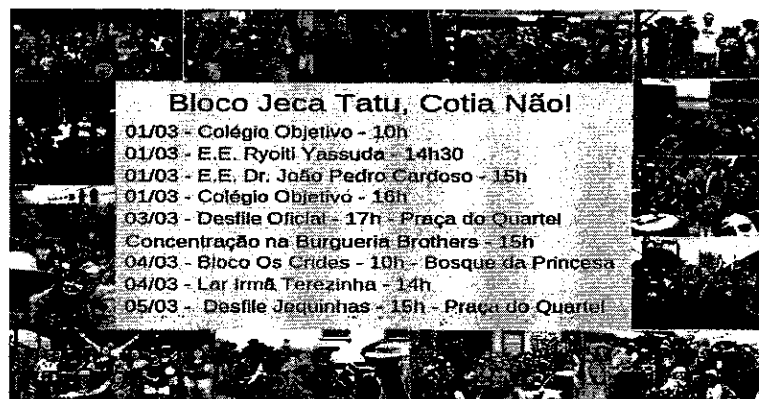 Bloco Jeca Tatu, Cotia Não!
01/03 - Colégio Objetivo - 10h
01/03 - E.E. Ryoiti Yassuda - 14h30
01/03 - E.E. Dr. João Pedro Cardoso - 15h
01/03 - Colégio Objetivo - 16h
03/03 - Desfile Oficial - 17h - Praça do Quartel
Concentração na Burgueria Brothers - 15h
04/03 - Bloco Os Crides - 10h - Bosque da Princesa
04/03 - Lar Irmã Terezinha - 14h
05/03 - Desfile Jequinhas - 15h - Praça do Quartel